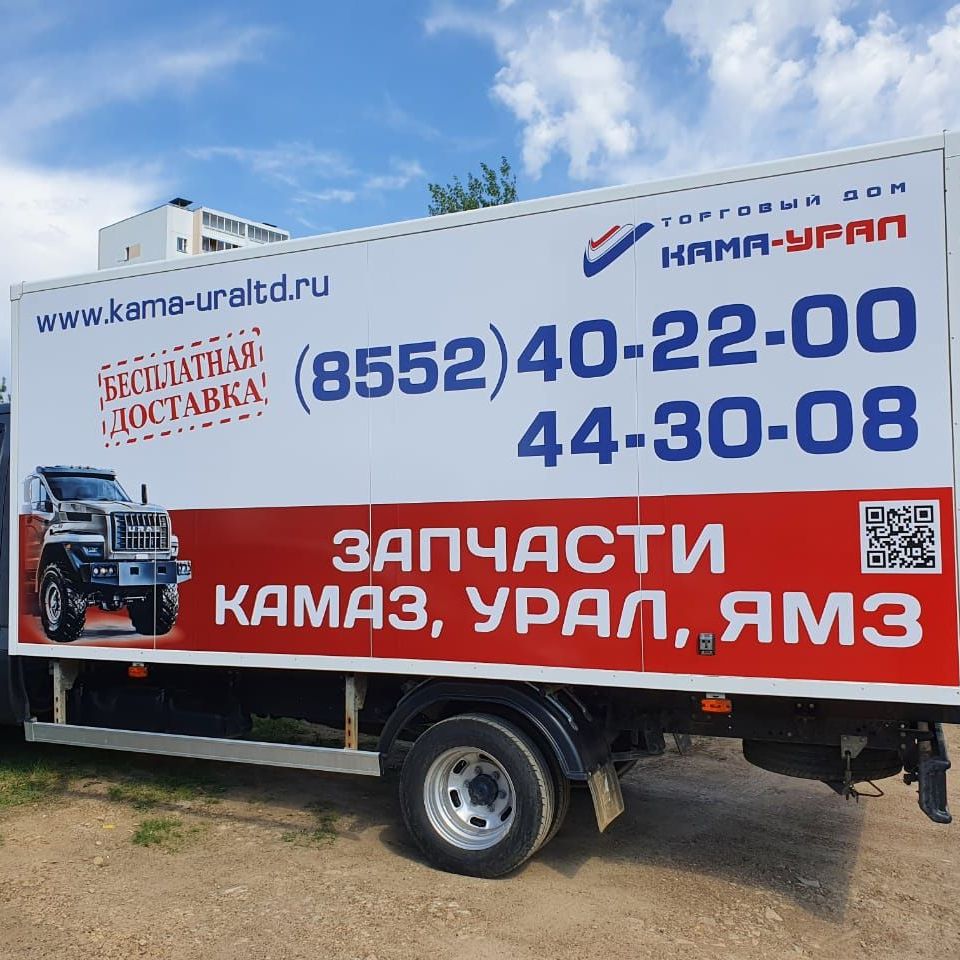 ТОРГОВЫЙ ДОМ
КАМА-УРАЛ
www.kama-uraltd.ru
БЕСПЛАТНАЯ
ДОСТАВКА
(8552)40-22-00
44-30-08
URAL
ЗАПЧАСТИ
КАМАЗ, УРАЛ, ЯМЗ